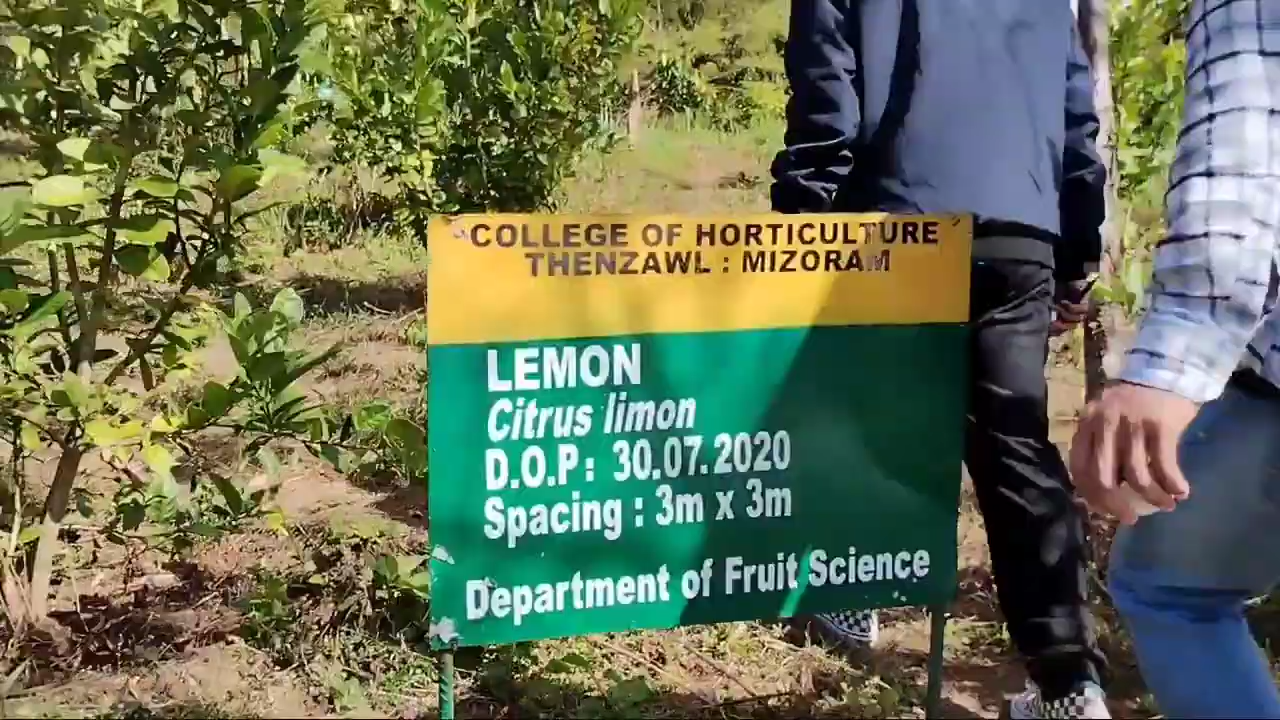 "COLLEGE OF HORTICULTURE"
THENZAWL : MIZORAM
LEMON
Citrus limon
D.O.P: 30.07.2020
Spacing : 3m x 3m
Department of Fruit Science